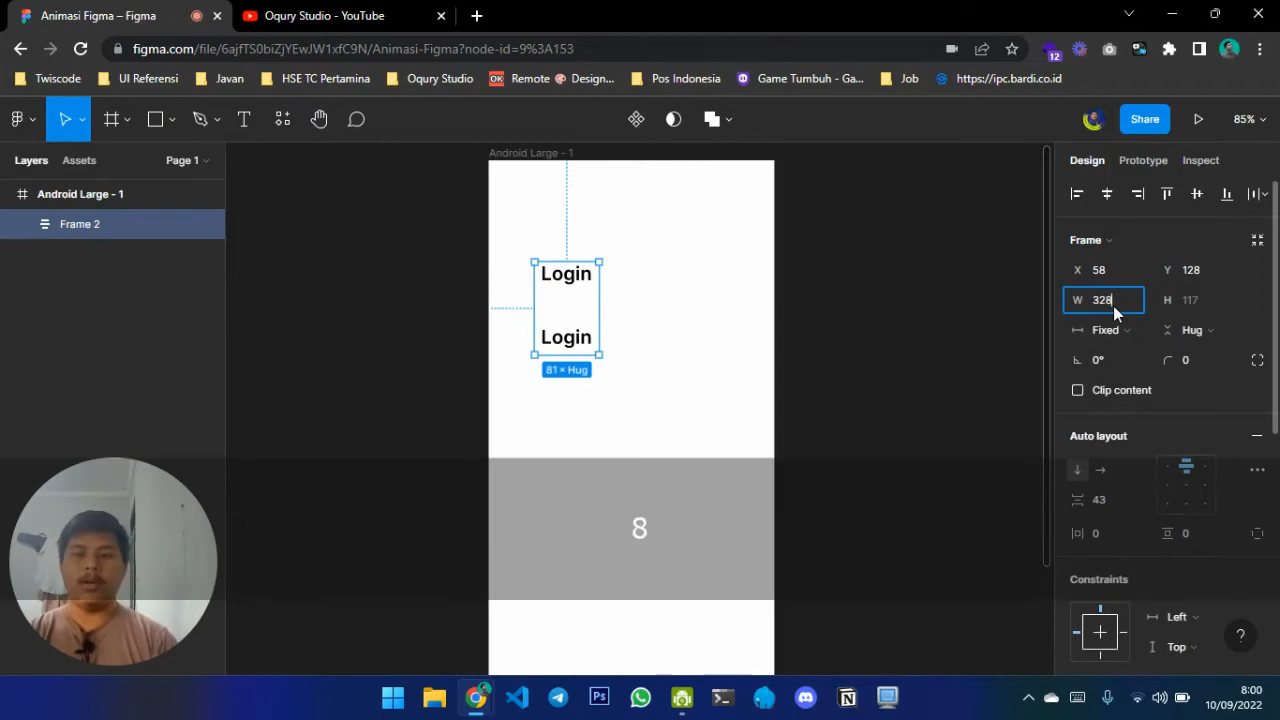 Animasi Figma – Figma
Oqury Studio - YouTube
figma.com/file/6ajfTS0biZjYEwJW1xfC9N/Animasi-Figma?node-id=9%3A153
12
Twiscode
UI Referensi
Javan
HSE TC Pertamina
Oqury Studio
OK
Remote 🎨 Design...
Pos Indonesia
Game Tumbuh - Ga...
Job
https://jpc.bardi.co.id
T
Share
85%
Layers
Assets
Page 1
Android Large - 1
Design
Prototype
Inspect
Android Large - 1
Frame 2
Login
Login
81 × Hug
Frame
X 58
Y 128
W 328
H 117
Fixed
Hug
0°
0
Clip content
Auto layout
43
0
0
Constraints
Left
Top
?
8
Ps
8:00
10/09/2022